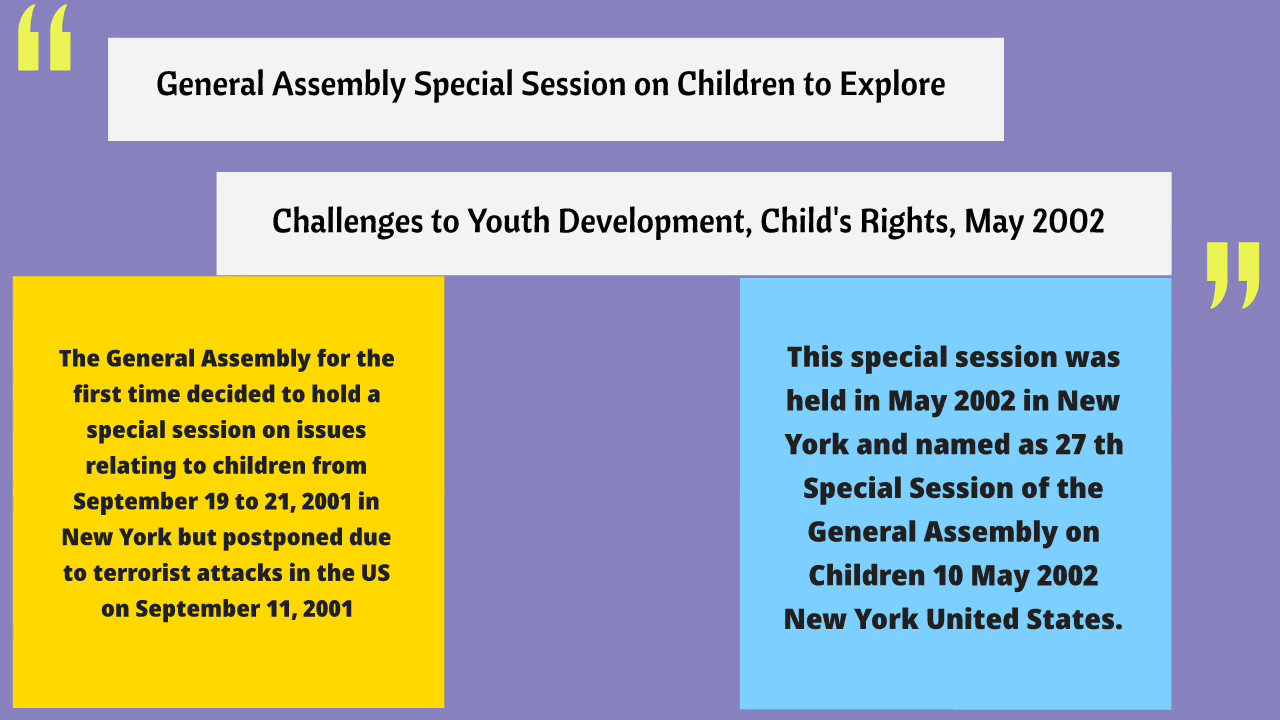 General Assembly Special Session on Children to Explore
Challenges to Youth Development, Child's Rights, May 2002
The General Assembly for the
first time decided to hold a
special session on issues
relating to children from
September 19 to 21, 2001 in
New York but postponed due
to terrorist attacks in the US
on September 11, 2001
This special session was
held in May 2002 in New
York and named as 27 th
Special Session of the
General Assembly on
Children 10 May 2002
New York United States.